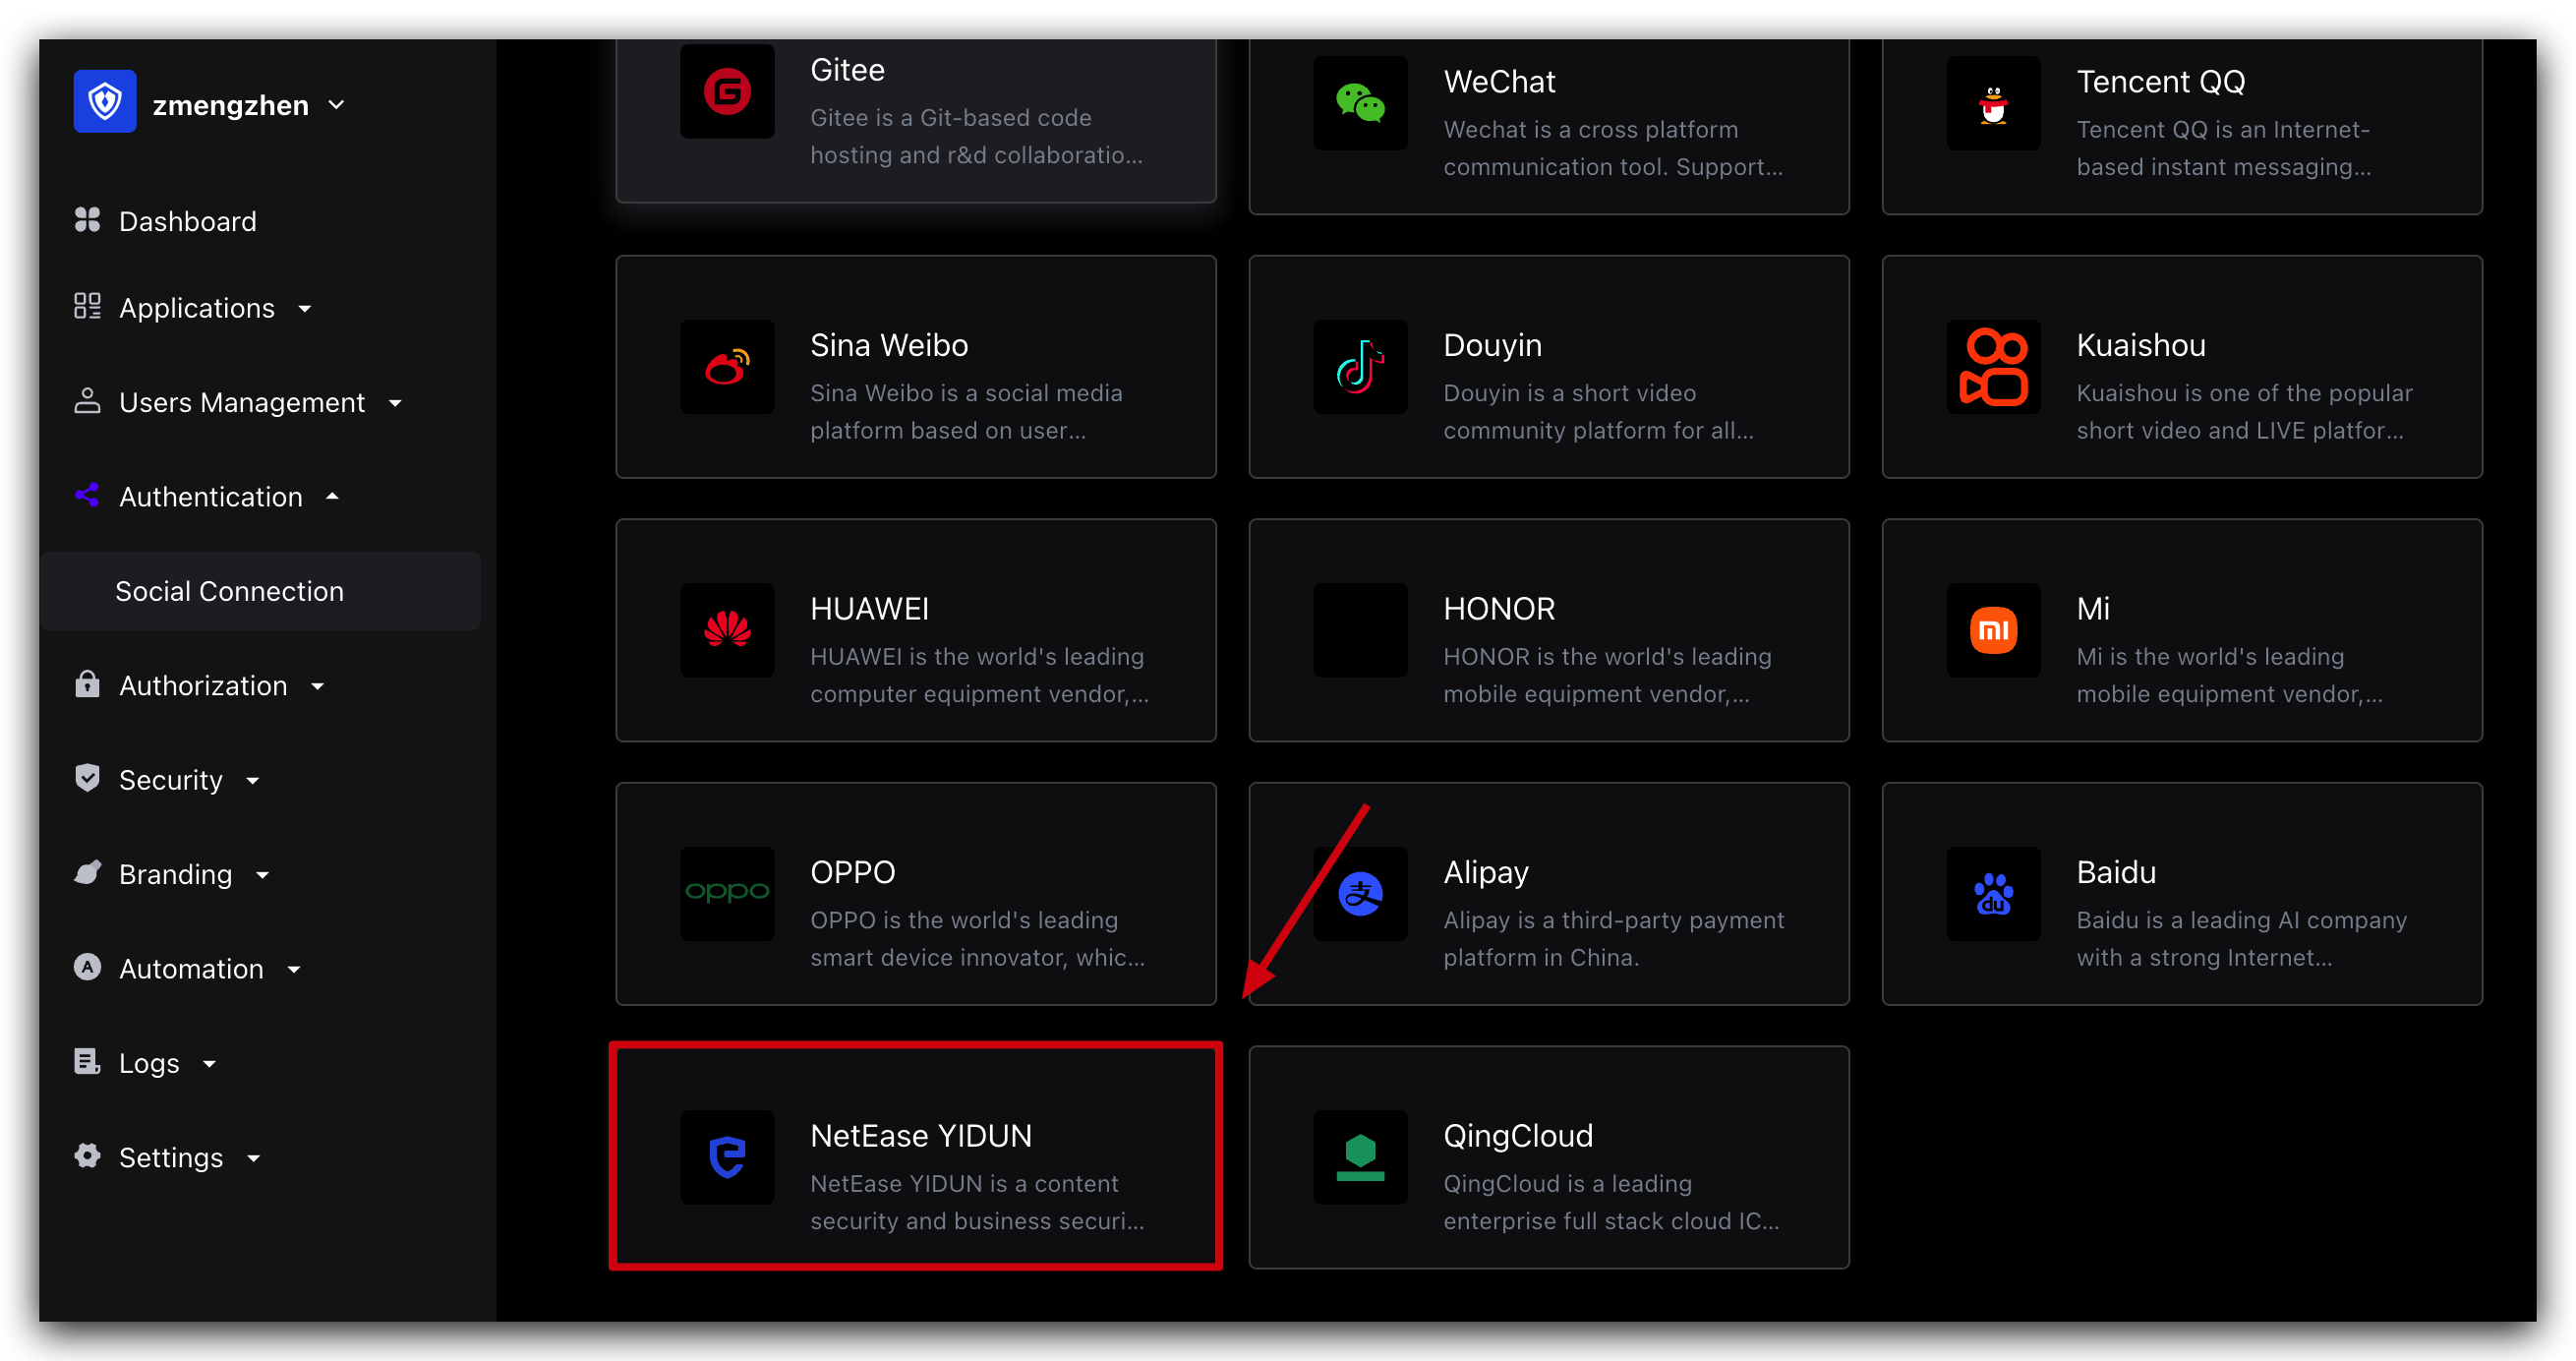 zmengzhen
Dashboard
Applications
Users Management
Authentication
Social Connection
Authorization
Security
Branding
Automation
Logs
Settings
Gitee
Gitee is a Git-based code
hosting and r&d collaboratio...
WeChat
Wechat is a cross platform
communication tool. Support...
Tencent QQ
Tencent QQ is an Internet-
based instant messaging...
Sina Weibo
Sina Weibo is a social media
platform based on user...
Douyin
Douyin is a short video
community platform for all...
Kuaishou
Kuaishou is one of the popular
short video and LIVE platfor...
HUAWEI
HUAWEI is the world's leading
computer equipment vendor,...
HONOR
HONOR is the world's leading
mobile equipment vendor,...
mi
Mi
Mi is the world's leading
mobile equipment vendor,...
oppo
OPPO
OPPO is the world's leading
smart device innovator, whic...
支
Alipay
Alipay is a third-party payment
platform in China.
du
Baidu
Baidu is a leading AI company
with a strong Internet...
NetEase YIDUN
NetEase YIDUN is a content
security and business securi...
QingCloud
QingCloud is a leading
enterprise full stack cloud IC...